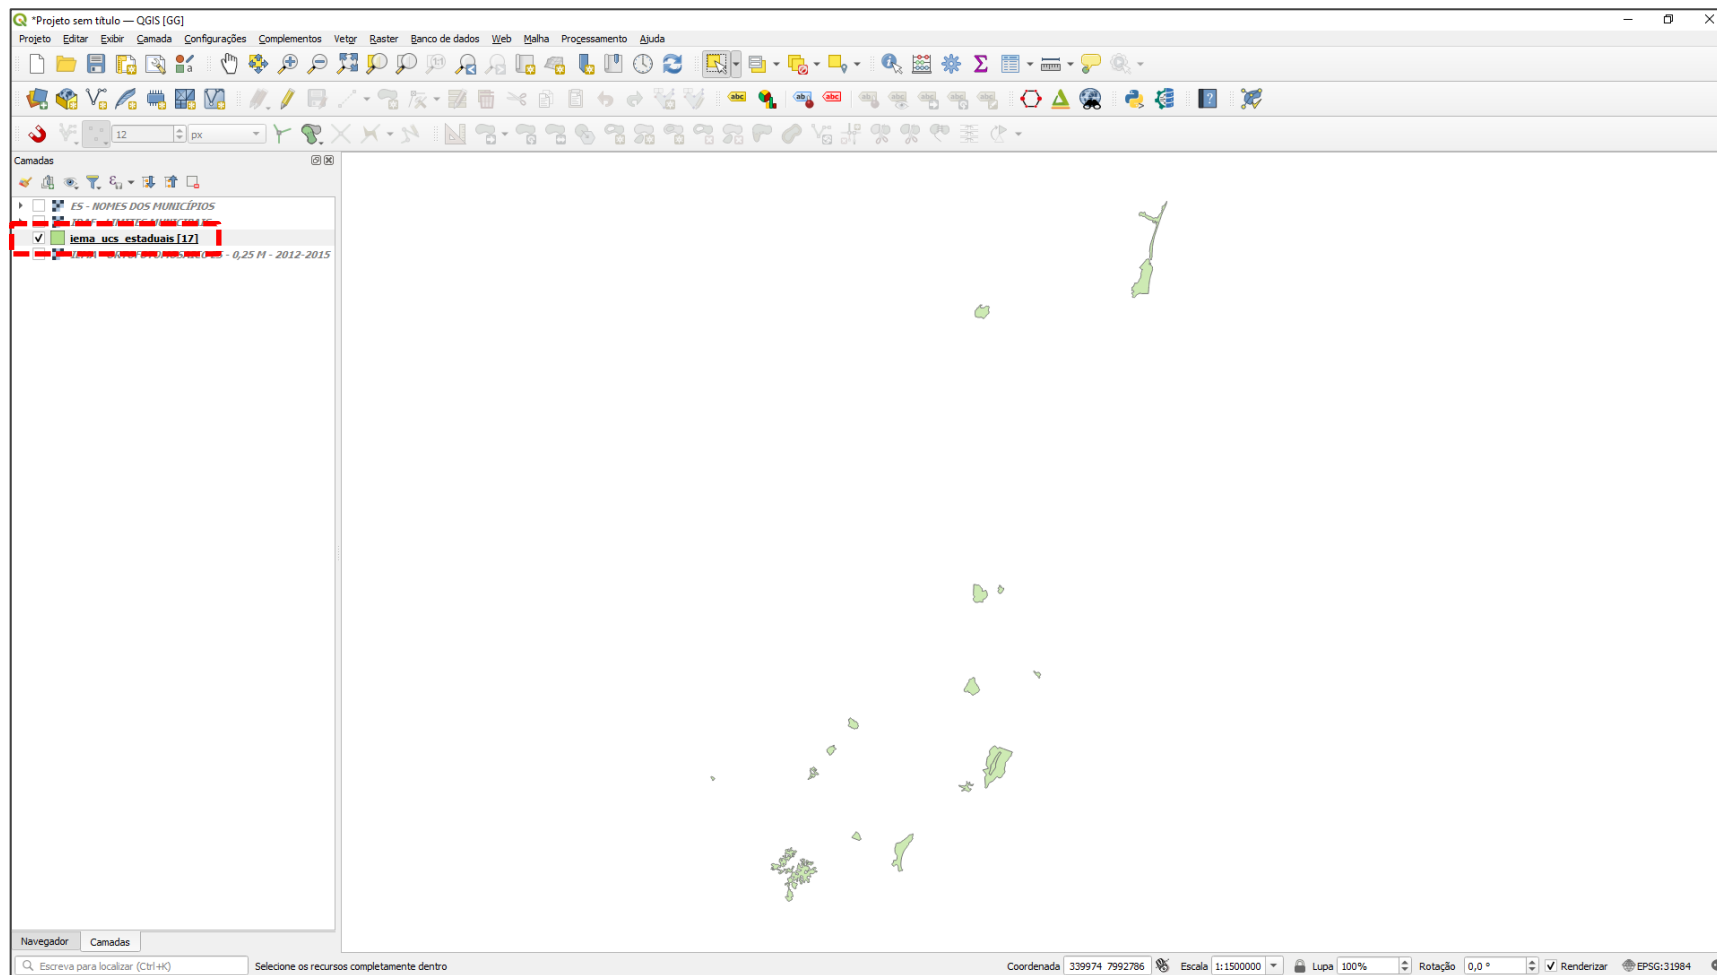 *Projeto sem título — QGIS [GG]
Projeto Editar Exibir Camada Configurações Complementos Vetor Raster Banco de dados Web Malha Processamento Ajuda
12 px
Camadas
ES - NOMES DOS MUNICÍPIOS
LIMITES MUNICIPAIS
iema_ucs_estaduais [17]
ES - 0,25 M - 2012-2015
Navegador Camadas
Escreva para localizar (Ctrl+K) Selecione os recursos completamente dentro Coordenada 339974 7992786 Escala 1:1500000 Lupa 100% Rotação 0,0 ° Renderizar EPSG:31984